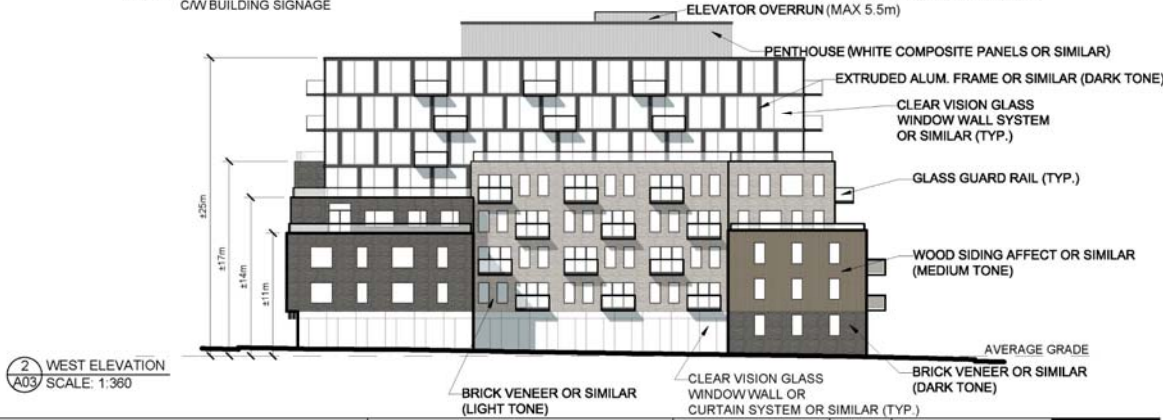 C/W BUILDING SIGNAGE
ELEVATOR OVERRUN (MAX 5.5m)
PENTHOUSE (WHITE COMPOSITE PANELS OR SIMILAR)
EXTRUDED ALUM. FRAME OR SIMILAR (DARK TONE)
CLEAR VISION GLASS
WINDOW WALL SYSTEM
OR SIMILAR (TYP.)
GLASS GUARD RAIL (TYP.)
±25m
±17m
±14m
±11m
WOOD SIDING AFFECT OR SIMILAR
(MEDIUM TONE)
AVERAGE GRADE
2 WEST ELEVATION
A03 SCALE: 1:360
BRICK VENEER OR SIMILAR
(LIGHT TONE)
CLEAR VISION GLASS
WINDOW WALL OR
CURTAIN SYSTEM OR SIMILAR (TYP.)
BRICK VENEER OR SIMILAR
(DARK TONE)